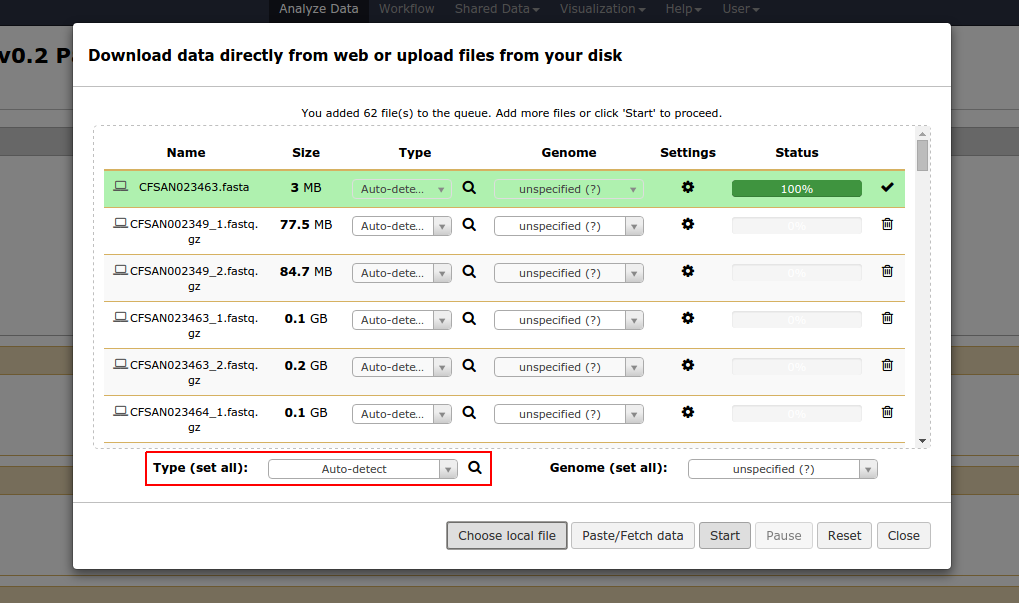 Analyze Data Workflow Shared Data Visualization Help User
v0.2 Pa
Download data directly from web or upload files from your disk
You added 62 file(s) to the queue. Add more files or click 'Start' to proceed.
Name Size Type Genome Settings Status
CFSAN023463.fasta 3 MB Auto-dete... unspecified (?) 100%
CFSAN002349_1.fastq. 77.5 MB Auto-dete... unspecified (?) 0%
gz
CFSAN002349_2.fastq. 84.7 MB Auto-dete... unspecified (?) 0%
gz
CFSAN023463_1.fastq. 0.1 GB Auto-dete... unspecified (?) 0%
gz
CFSAN023463_2.fastq. 0.2 GB Auto-dete... unspecified (?) 0%
gz
CFSAN023464_1.fastq. 0.1 GB Auto-dete... unspecified (?) 0%
gz
Type (set all): Auto-detect Genome (set all): unspecified (?)
Choose local file Paste/Fetch data Start Pause Reset Close